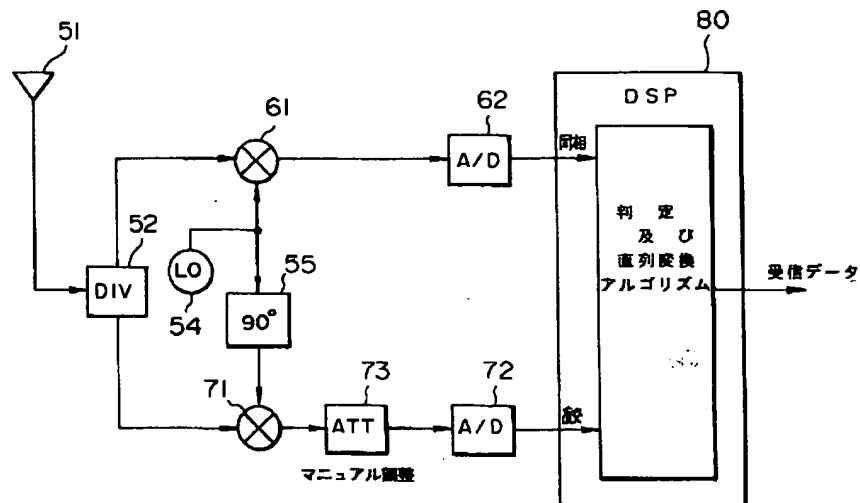 51
80
DSP
61
62
A/D
同相
52
DIV
LO
54
55
90°
判定
及び
直列変換
アルゴリズム
受信データ
71
73
ATT
マニュアル調整
72
A/D